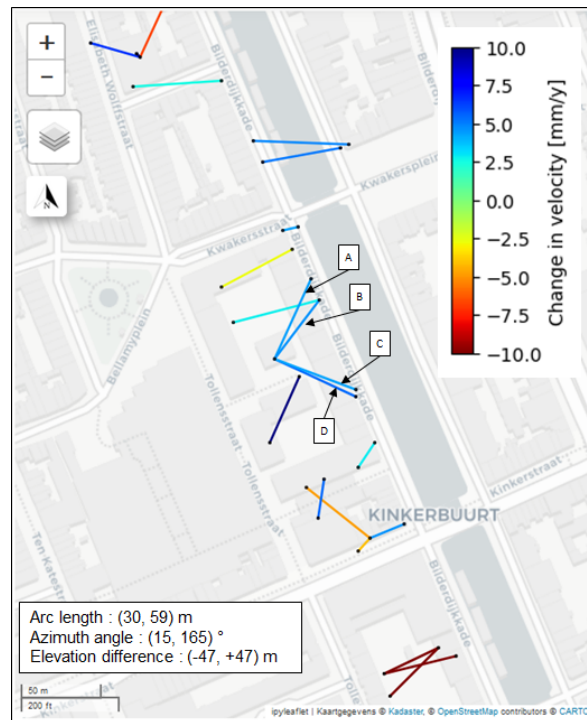 +
−
Elisabeth Wolffstraat
Bilderdijkkade
Kwakersplein
Kwakersstraat
Bilderdijkkade
A
B
Bellamyplein
Bilderdijkkade
C
D
Tollensstraat
Tollensstraat
KINKERBUURT
Kinkerstraat
Ten Katestraat
Bilderdijkkade
10.0
7.5
5.0
2.5
0.0
−2.5
−5.0
−7.5
−10.0
Change in velocity [mm/y]
Arc length : (30, 59) m
Azimuth angle : (15, 165) °
Elevation difference : (-47, +47) m
50 m
200 ft
ipyleaflet | Kaartgegevens © Kadaster, © OpenStreetMap contributors © CARTO